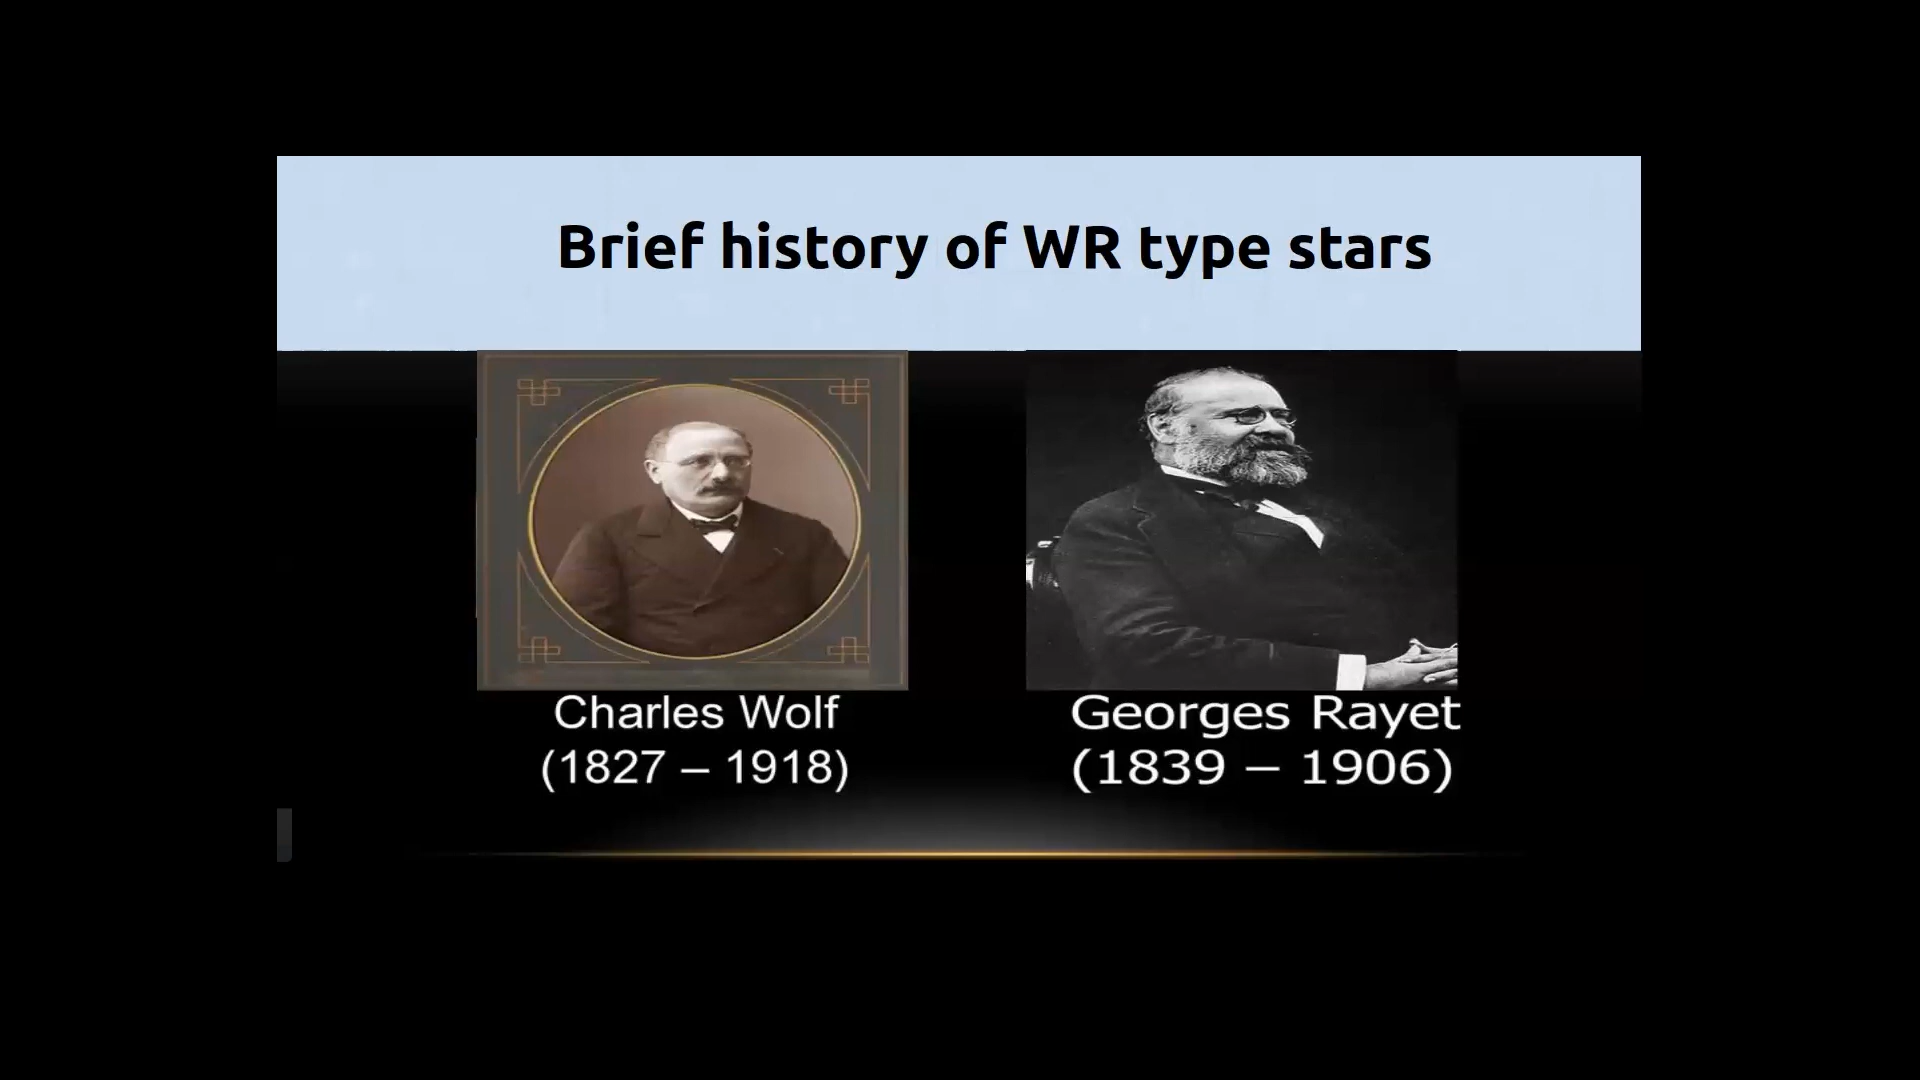 Brief history of WR type stars
Charles Wolf
(1827 – 1918)
Georges Rayet
(1839 – 1906)